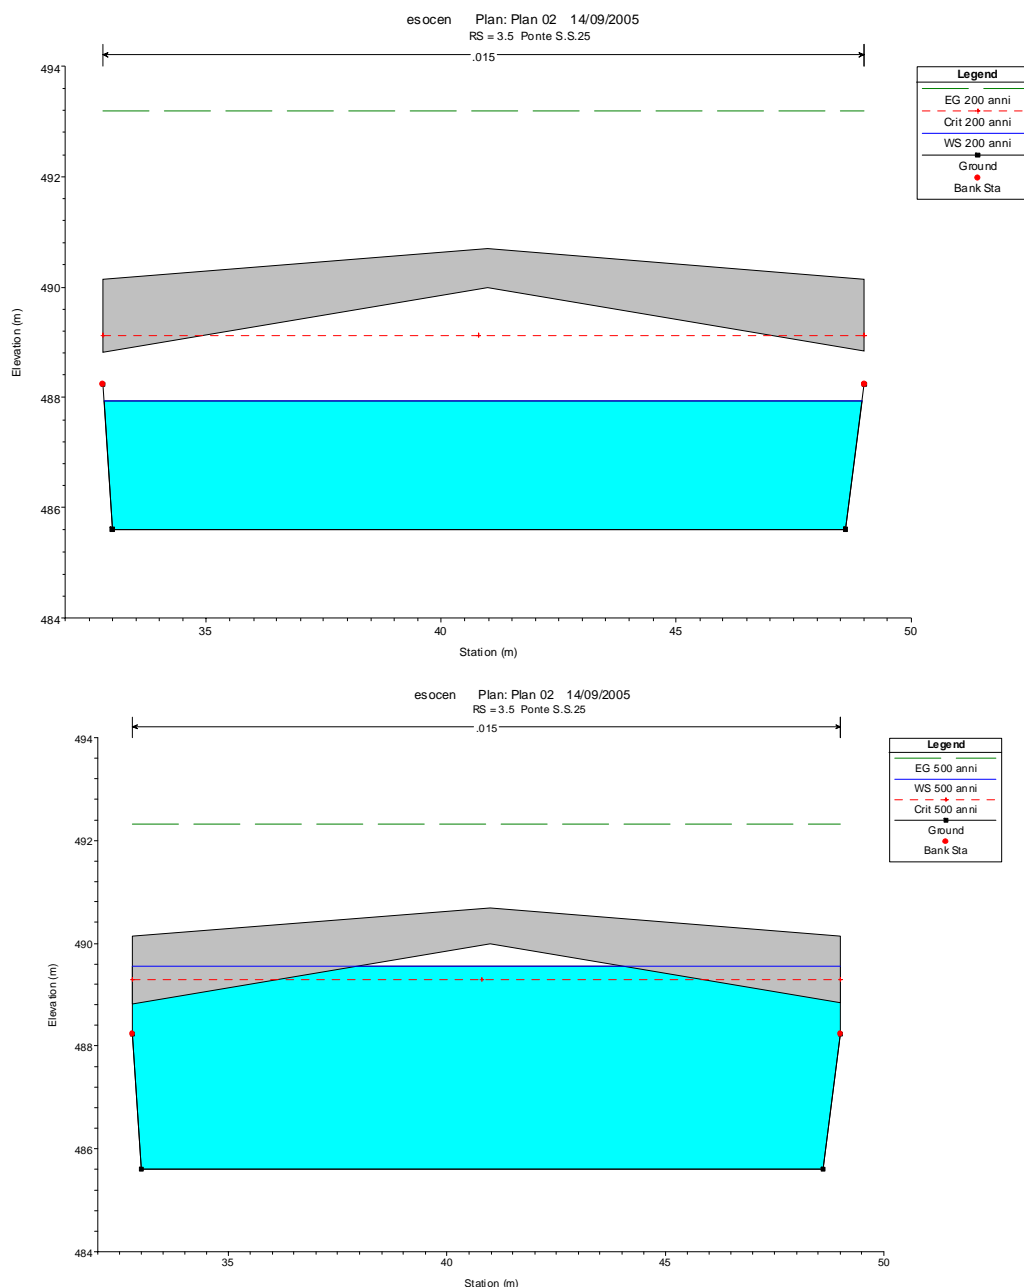 esocen Plan: Plan 02 14/09/2005
RS = 3.5 Ponte S.S.25
.015
Legend
EG 200 anni
Crit 200 anni
WS 200 anni
Ground
Bank Sta
494
492
490
488
486
484
Elevation (m)
35 40 45 50
Station (m)
esocen Plan: Plan 02 14/09/2005
RS = 3.5 Ponte S.S.25
.015
Legend
EG 500 anni
WS 500 anni
Crit 500 anni
Ground
Bank Sta
494
492
490
488
486
484
Elevation (m)
35 40 45 50
Station (m)